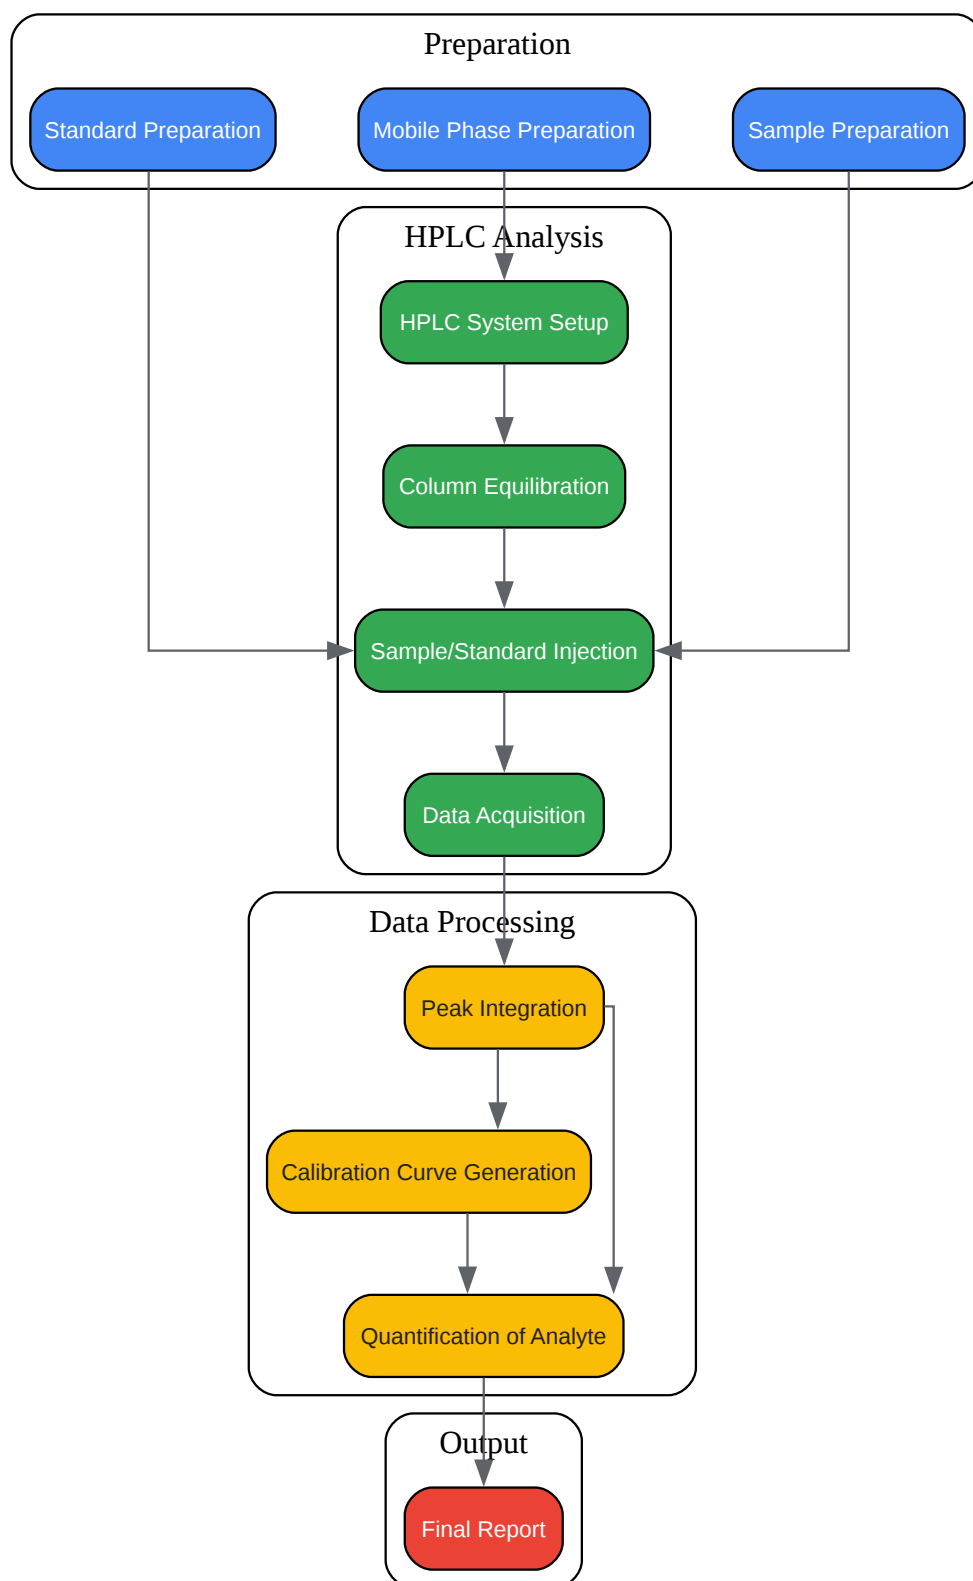 Preparation
Standard Preparation
Mobile Phase Preparation
Sample Preparation
HPLC Analysis
HPLC System Setup
Column Equilibration
Sample/Standard Injection
Data Acquisition
Data Processing
Peak Integration
Calibration Curve Generation
Quantification of Analyte
Output
Final Report